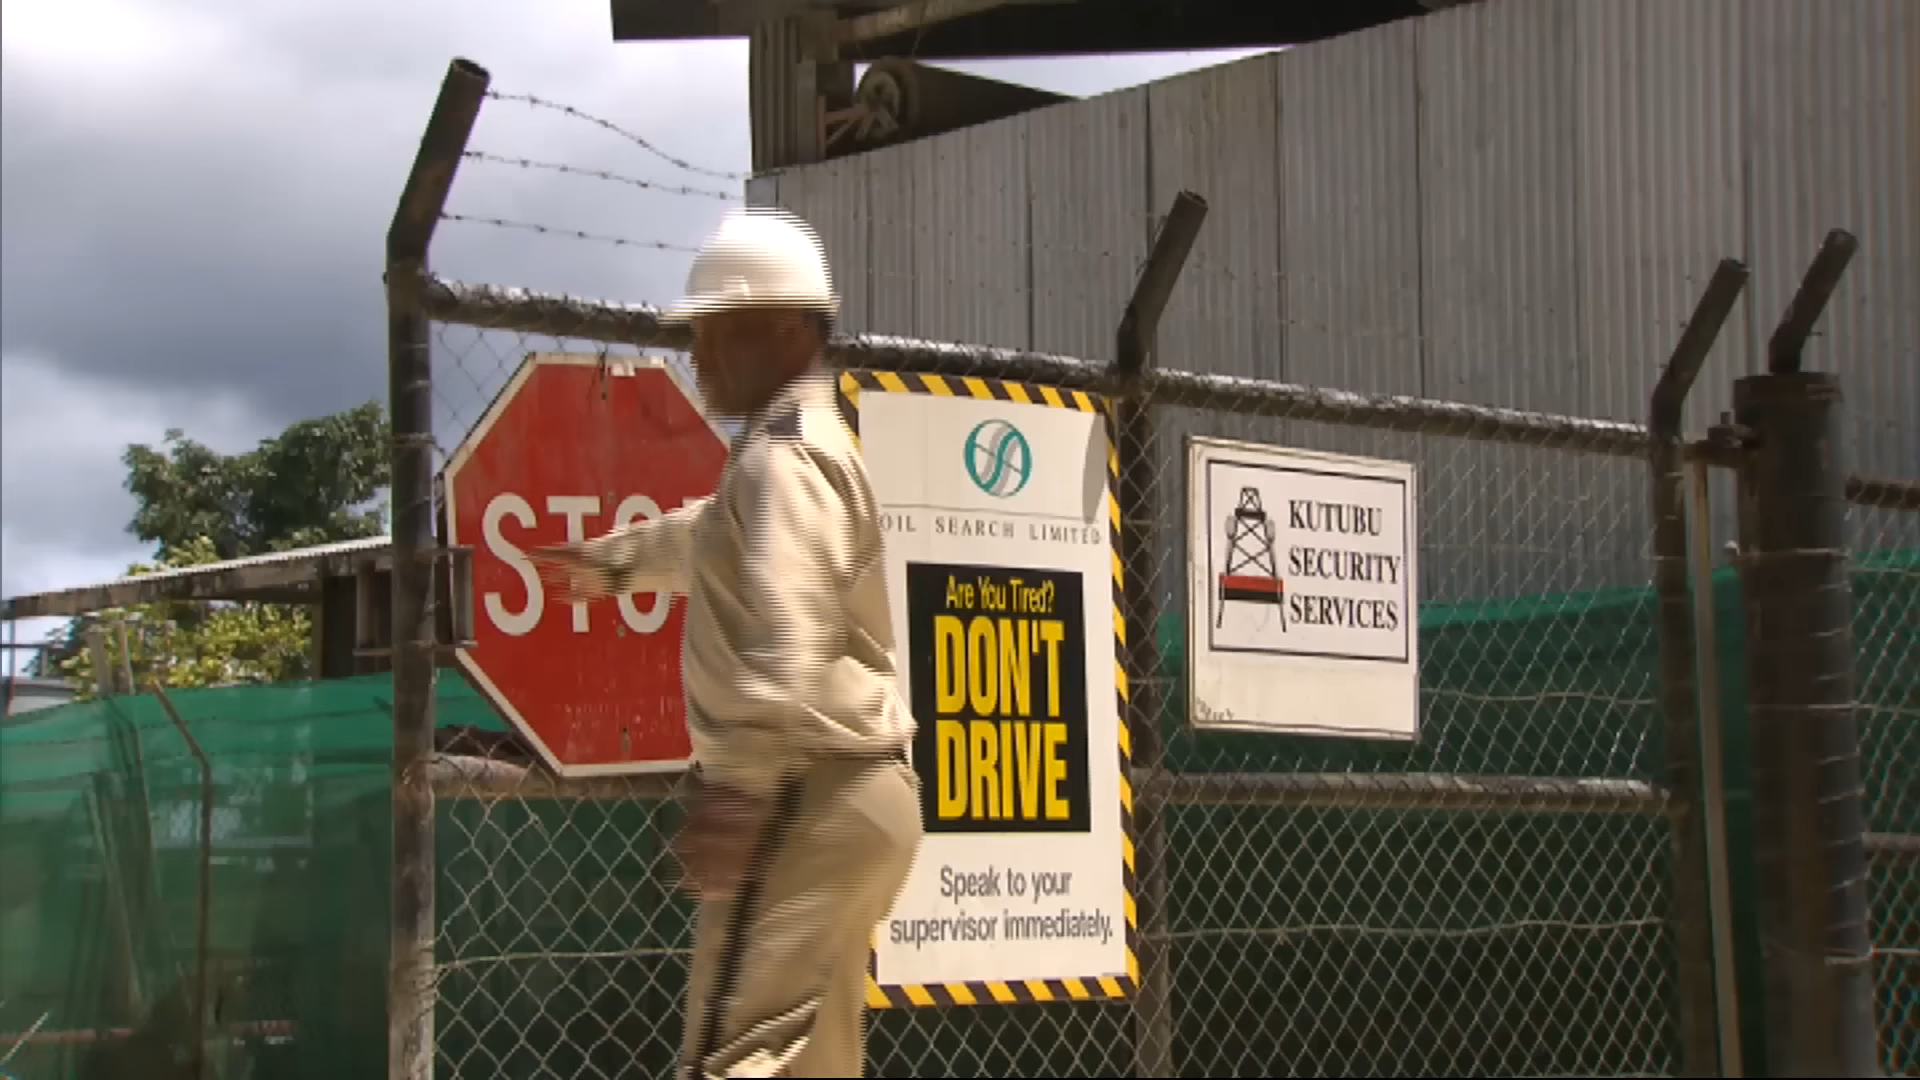 STO
OIL SEARCH LIMITED
Are You Tired?
DON'T
DRIVE
Speak to your
supervisor immediately.
KUTUBU
SECURITY
SERVICES